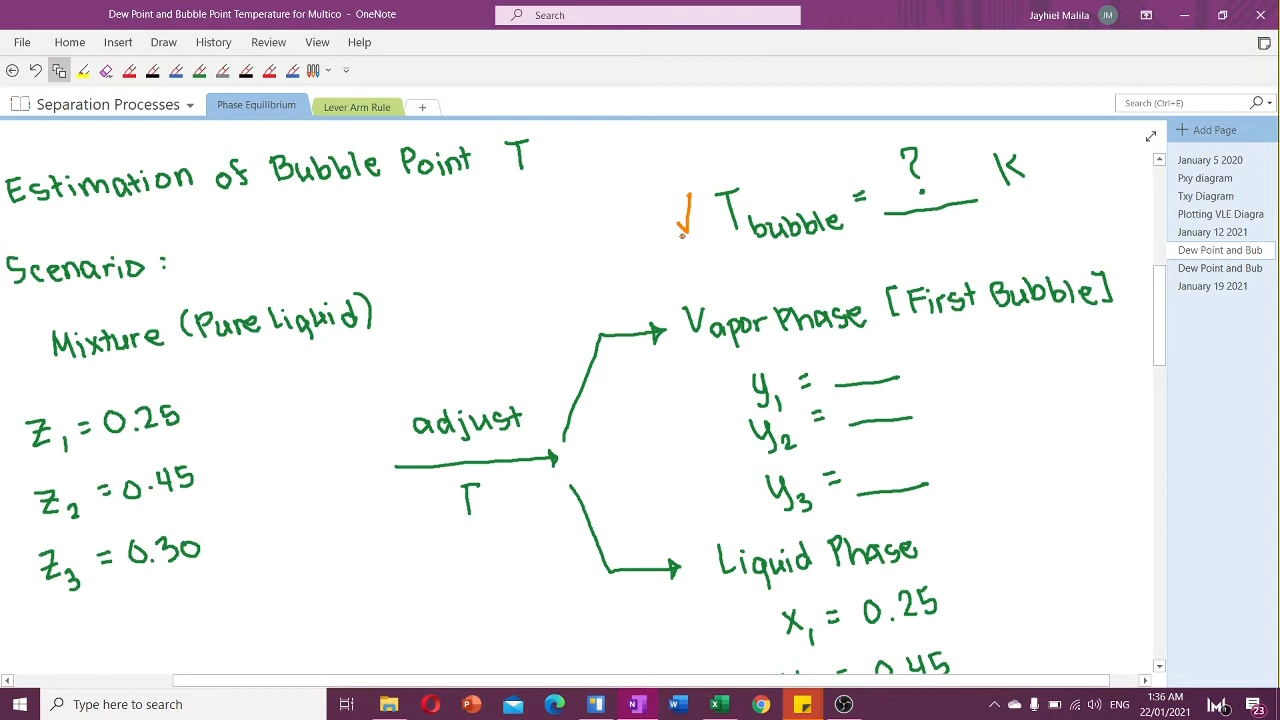 Dew Point and Bubble Point Temperature for Multico - OneNote
Search
Jayhiel Malila JM
File Home Insert Draw History Review View Help
Separation Processes
Phase Equilibrium
Lever Arm Rule
Search (Ctrl+E)
Add Page
January 5 2020
Pxy diagram
Txy Diagram
Plotting VLE Diagra
January 12 2021
Dew Point and Bub
Dew Point and Bub
January 19 2021
Estimation of Bubble Point T
T bubble = ? K
Scenario:
Mixture (Pure Liquid)
z1 = 0.25
z2 = 0.45
z3 = 0.30
adjust
T
Vapor Phase [First Bubble]
y1 =
y2 =
y3 =
Liquid Phase
x1 = 0.25
= 0.45
Type here to search
ENG
1:36 AM
22/01/2021
23